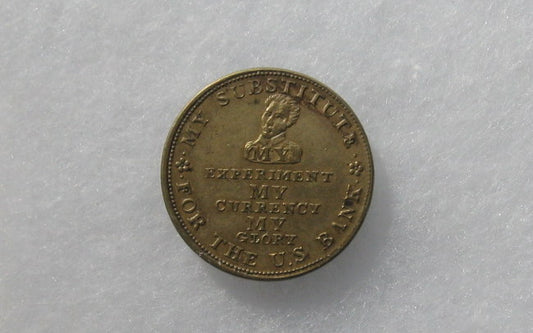 MY SUBSTITUTE
FOR THE U.S BANK
MY
EXPERIMENT
MY
CURRENCY
MY
GLORY